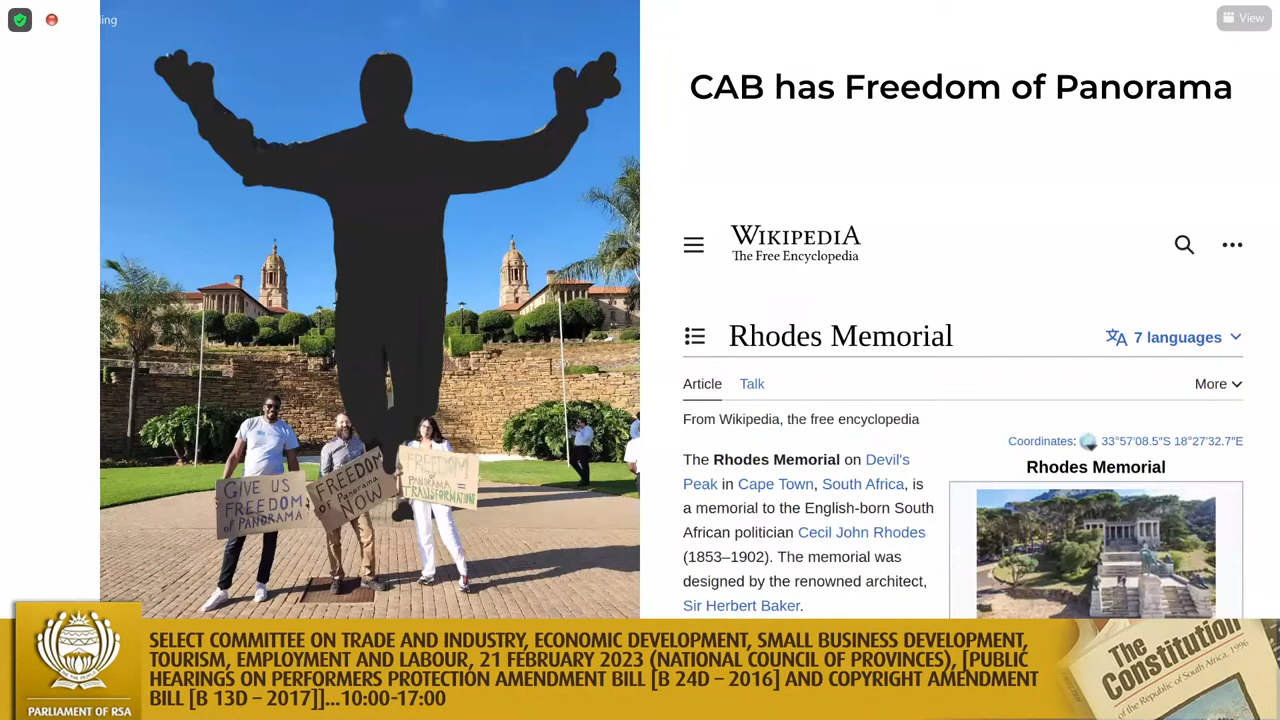 ing
View
CAB has Freedom of Panorama
WIKIPEDIA
The Free Encyclopedia
Rhodes Memorial
7 languages
Article Talk More
From Wikipedia, the free encyclopedia
Coordinates: 33°57′08.5″S 18°27′32.7″E
Rhodes Memorial
The Rhodes Memorial on Devil's
Peak in Cape Town, South Africa, is
a memorial to the English-born South
African politician Cecil John Rhodes
(1853–1902). The memorial was
designed by the renowned architect,
Sir Herbert Baker.
GIVE US
FREEDOM
of PANORAMA
FREEDOM
OF Panorama
NOW
FREEDOM
of
PANORAMA =
TRANSFORMATION
PARLIAMENT OF RSA
SELECT COMMITTEE ON TRADE AND INDUSTRY, ECONOMIC DEVELOPMENT, SMALL BUSINESS DEVELOPMENT,
TOURISM, EMPLOYMENT AND LABOUR, 21 FEBRUARY 2023 (NATIONAL COUNCIL OF PROVINCES), [PUBLIC
HEARINGS ON PERFORMERS PROTECTION AMENDMENT BILL [B 24D – 2016] AND COPYRIGHT AMENDMENT
BILL [B 13D – 2017]]...10:00-17:00
The
Constitution
of the Republic of South Africa, 1996